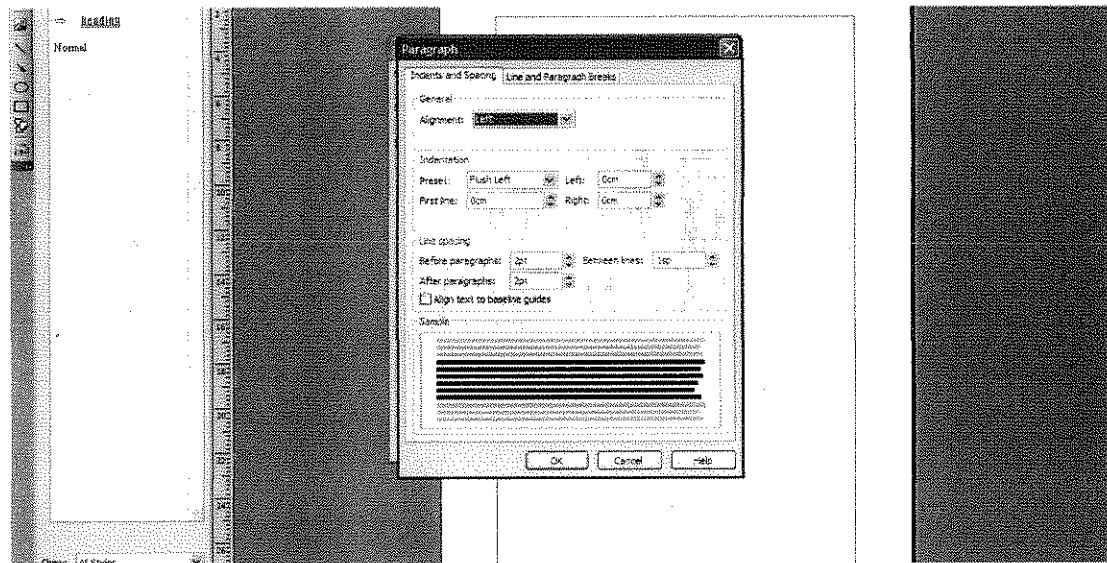 heading
Normal
Paragraph
Indents and Spacing Line and Paragraph Breaks
General
Alignment: Left
Indentation
Preset: Flush Left Left: 0cm
First line: 0cm Right: 0cm
Line spacing
Before paragraphs: 2pt Between lines: 1sp
After paragraphs: 2pt
Align text to baseline guides
Sample
OK Cancel Help
All Styles